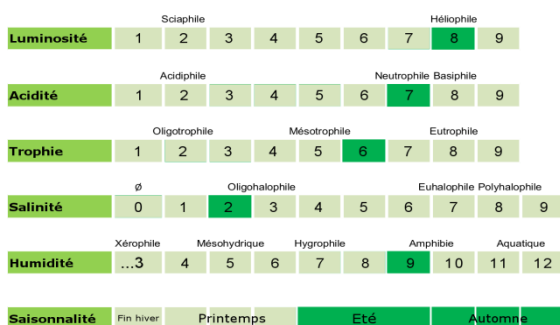 Sciaphile Héliophile
Luminosité 1 2 3 4 5 6 7 8 9
Acidiphile Neutrophile Basiphile
Acidité 1 2 3 4 5 6 7 8 9
Oligotrophile Mésotrophile Eutrophile
Trophie 1 2 3 4 5 6 7 8 9
Ø Oligohalophile Euhalophile Polyhalophile
Salinité 0 1 2 3 4 5 6 7 8 9
Xérophile Mésohydrique Hygrophile Amphibie Aquatique
Humidité ...3 4 5 6 7 8 9 10 11 12
Saisonnalité Fin hiver Printemps Eté Automne